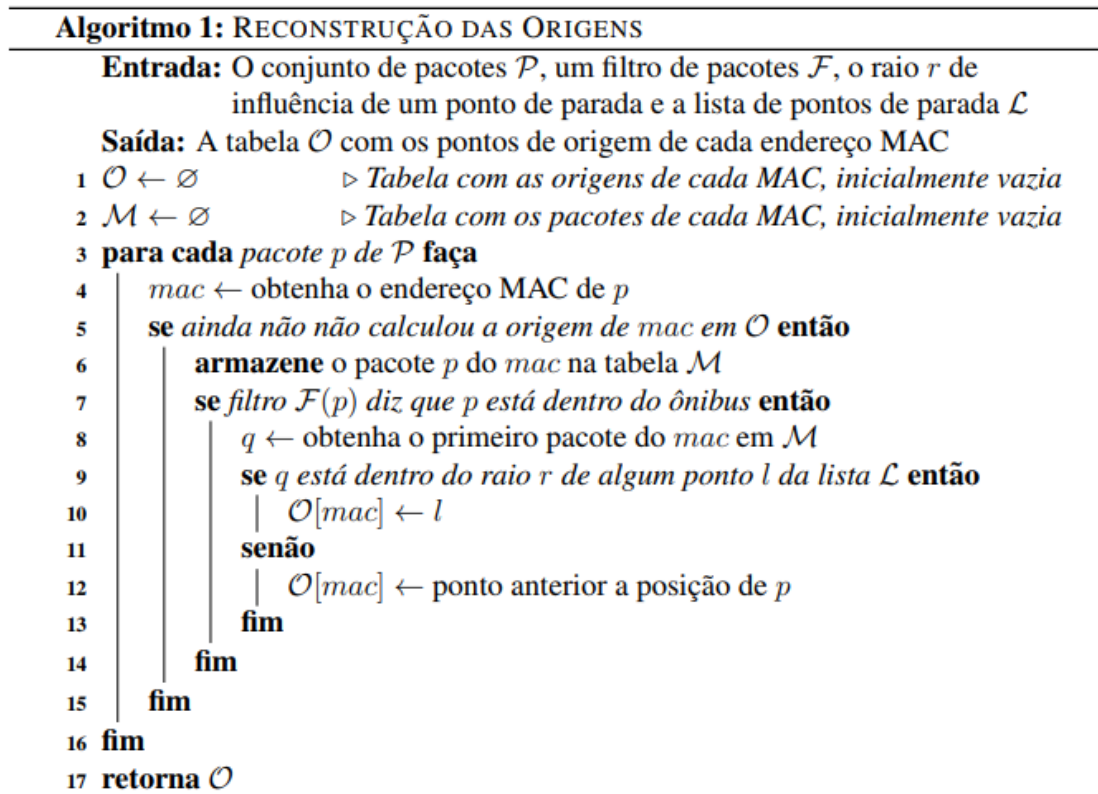 Algoritmo 1: RECONSTRUÇÃO DAS ORIGENS
Entrada: O conjunto de pacotes 𝒫, um filtro de pacotes ℱ, o raio r de
influência de um ponto de parada e a lista de pontos de parada ℒ
Saída: A tabela 𝒪 com os pontos de origem de cada endereço MAC
1 𝒪 ← ∅ ▷ Tabela com as origens de cada MAC, inicialmente vazia
2 ℳ ← ∅ ▷ Tabela com os pacotes de cada MAC, inicialmente vazia
3 para cada pacote p de 𝒫 faça
4 mac ← obtenha o endereço MAC de p
5 se ainda não não calculou a origem de mac em 𝒪 então
6 armazene o pacote p do mac na tabela ℳ
7 se filtro ℱ(p) diz que p está dentro do ônibus então
8 q ← obtenha o primeiro pacote do mac em ℳ
9 se q está dentro do raio r de algum ponto l da lista ℒ então
10 𝒪[mac] ← l
11 senão
12 𝒪[mac] ← ponto anterior a posição de p
13 fim
14 fim
15 fim
16 fim
17 retorna 𝒪